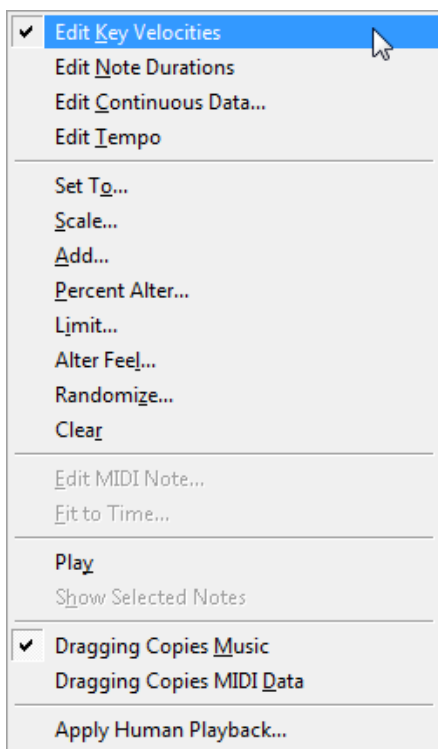 Edit Key Velocities
Edit Note Durations
Edit Continuous Data...
Edit Tempo
Set To...
Scale...
Add...
Percent Alter...
Limit...
Alter Feel...
Randomize...
Clear
Edit MIDI Note...
Fit to Time...
Play
Show Selected Notes
Dragging Copies Music
Dragging Copies MIDI Data
Apply Human Playback...